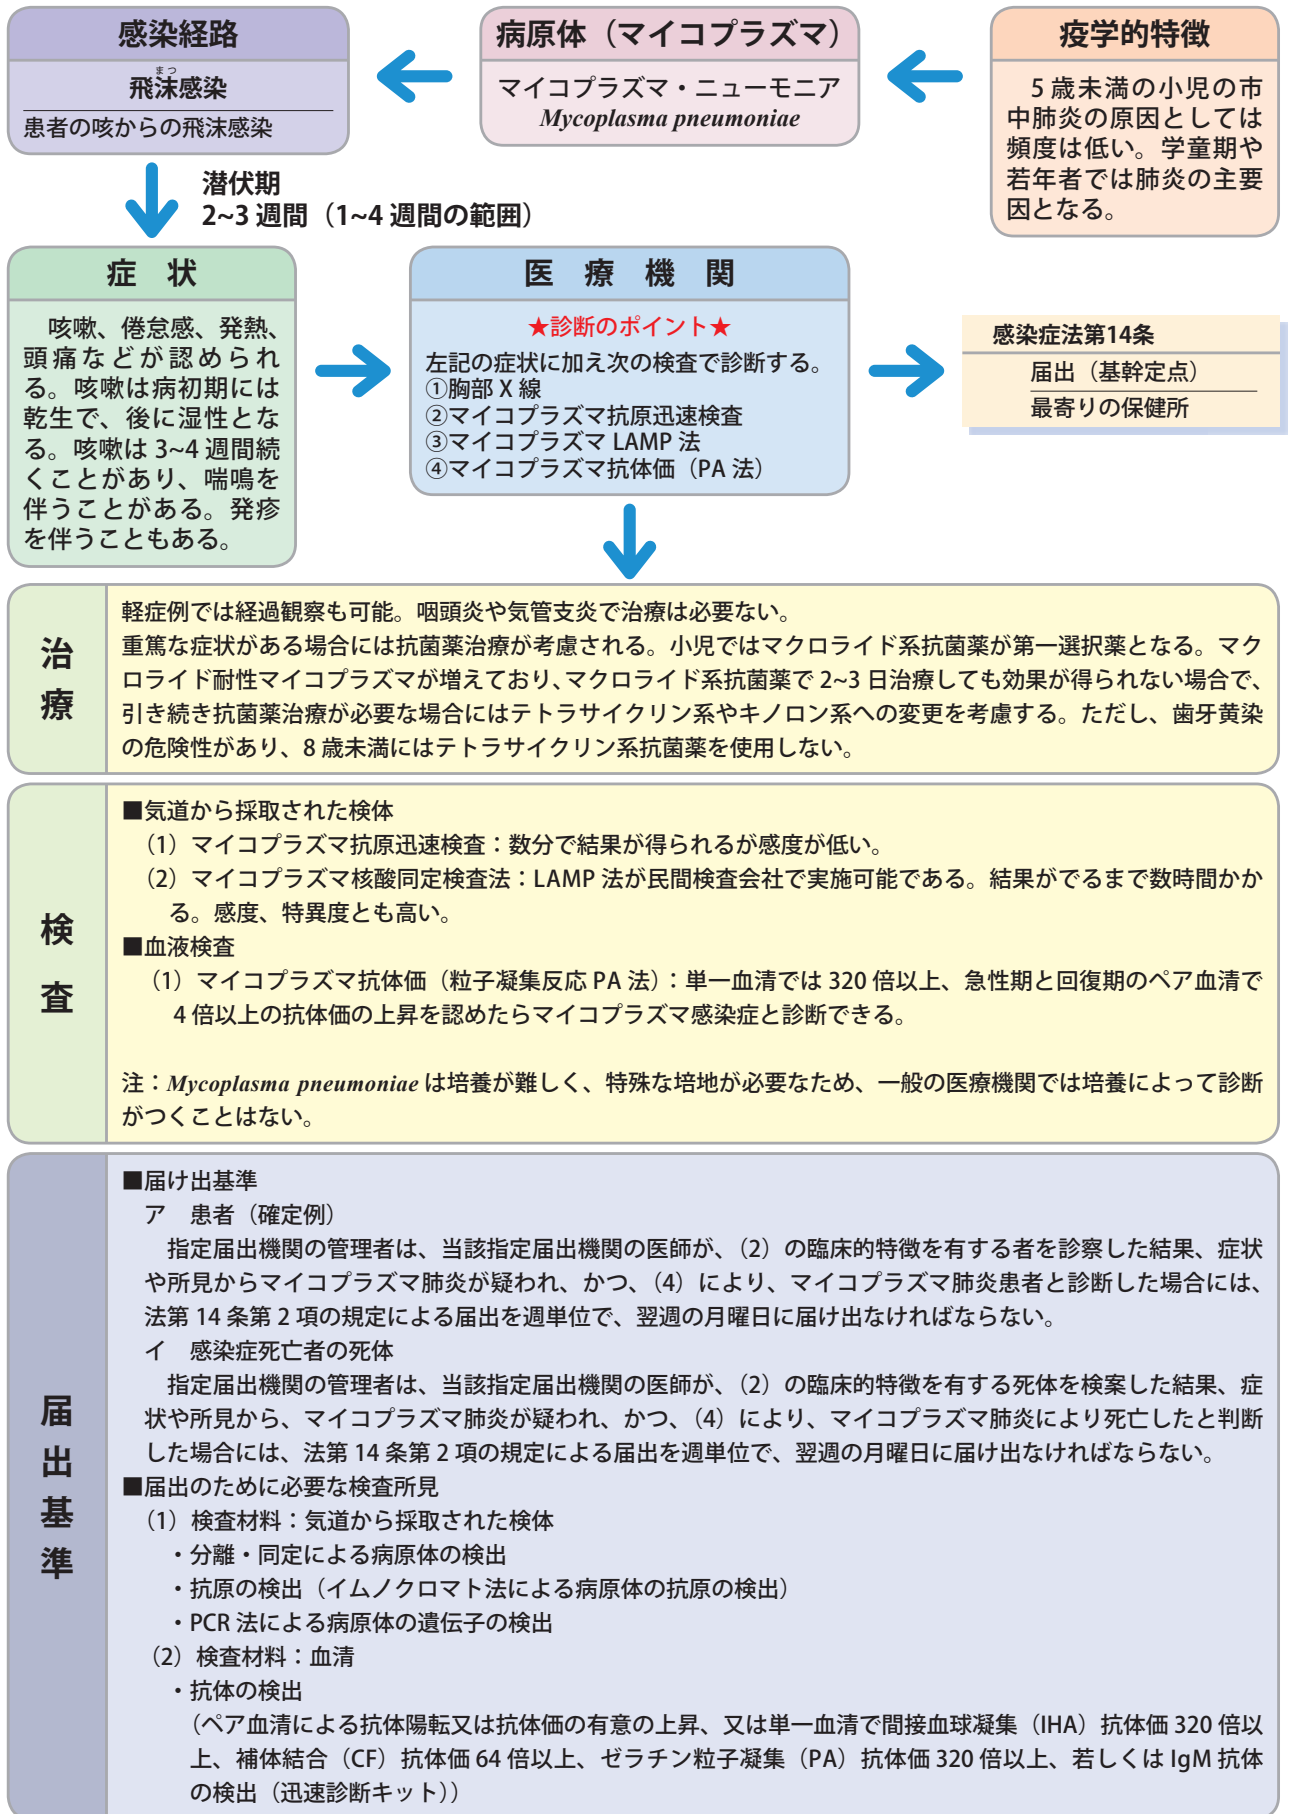 感染経路
飛沫感染
まつ
患者の咳からの飛沫感染
病原体（マイコプラズマ）
マイコプラズマ・ニューモニア
Mycoplasma pneumoniae
疫学的特徴
5 歳未満の小児の市
中肺炎の原因としては
頻度は低い。学童期や
若年者では肺炎の主要
因となる。
潜伏期
2~3 週間（1~4 週間の範囲）
症 状
咳嗽、倦怠感、発熱、
頭痛などが認められ
る。咳嗽は病初期には
乾生で、後に湿性とな
る。咳嗽は 3~4 週間続
くことがあり、喘鳴を
伴うことがある。発疹
を伴うこともある。
医 療 機 関
★診断のポイント★
左記の症状に加え次の検査で診断する。
①胸部 X 線
②マイコプラズマ抗原迅速検査
③マイコプラズマ LAMP 法
④マイコプラズマ抗体価（PA 法）
感染症法第14条
届出（基幹定点）
最寄りの保健所
治療
軽症例では経過観察も可能。咽頭炎や気管支炎で治療は必要ない。
重篤な症状がある場合には抗菌薬治療が考慮される。小児ではマクロライド系抗菌薬が第一選択薬となる。マク
ロライド耐性マイコプラズマが増えており、マクロライド系抗菌薬で 2~3 日治療しても効果が得られない場合で、
引き続き抗菌薬治療が必要な場合にはテトラサイクリン系やキノロン系への変更を考慮する。ただし、歯牙黄染
の危険性があり、8 歳未満にはテトラサイクリン系抗菌薬を使用しない。
検査
■気道から採取された検体
（1）マイコプラズマ抗原迅速検査：数分で結果が得られるが感度が低い。
（2）マイコプラズマ核酸同定検査法：LAMP 法が民間検査会社で実施可能である。結果がでるまで数時間かか
る。感度、特異度とも高い。
■血液検査
（1）マイコプラズマ抗体価（粒子凝集反応 PA 法）：単一血清では 320 倍以上、急性期と回復期のペア血清で
4 倍以上の抗体価の上昇を認めたらマイコプラズマ感染症と診断できる。
注：Mycoplasma pneumoniae は培養が難しく、特殊な培地が必要なため、一般の医療機関では培養によって診断
がつくことはない。
届出基準
■届け出基準
ア　患者（確定例）
指定届出機関の管理者は、当該指定届出機関の医師が、（2）の臨床的特徴を有する者を診察した結果、症状
や所見からマイコプラズマ肺炎が疑われ、かつ、（4）により、マイコプラズマ肺炎患者と診断した場合には、
法第 14 条第 2 項の規定による届出を週単位で、翌週の月曜日に届け出なければならない。
イ　感染症死亡者の死体
指定届出機関の管理者は、当該指定届出機関の医師が、（2）の臨床的特徴を有する死体を検案した結果、症
状や所見から、マイコプラズマ肺炎が疑われ、かつ、（4）により、マイコプラズマ肺炎により死亡したと判断
した場合には、法第 14 条第 2 項の規定による届出を週単位で、翌週の月曜日に届け出なければならない。
■届出のために必要な検査所見
（1）検査材料：気道から採取された検体
・分離・同定による病原体の検出
・抗原の検出（イムノクロマト法による病原体の抗原の検出）
・PCR 法による病原体の遺伝子の検出
（2）検査材料：血清
・抗体の検出
（ペア血清による抗体陽転又は抗体価の有意の上昇、又は単一血清で間接血球凝集（IHA）抗体価 320 倍以
上、補体結合（CF）抗体価 64 倍以上、ゼラチン粒子凝集（PA）抗体価 320 倍以上、若しくは IgM 抗体
の検出（迅速診断キット））